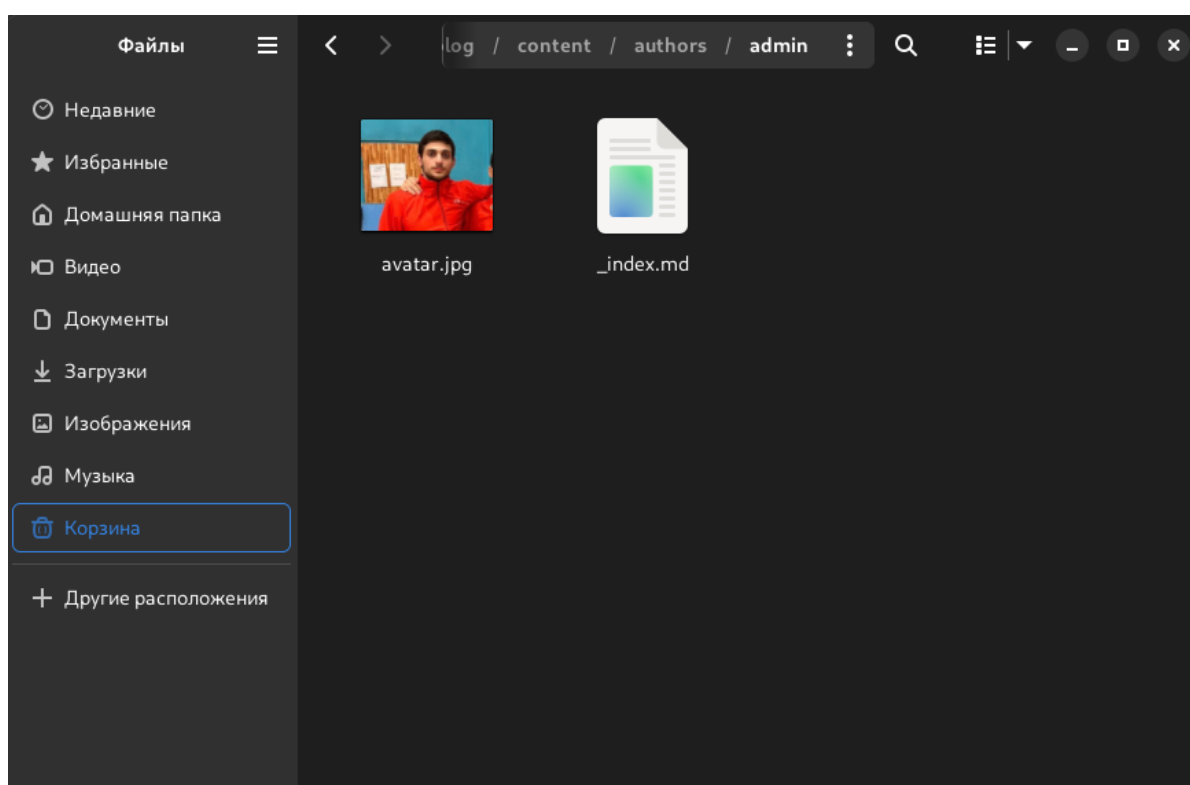 Файлы
log / content / authors / admin
Недавние
Избранные
Домашняя папка
Видео
Документы
Загрузки
Изображения
Музыка
Корзина
Другие расположения
avatar.jpg
_index.md